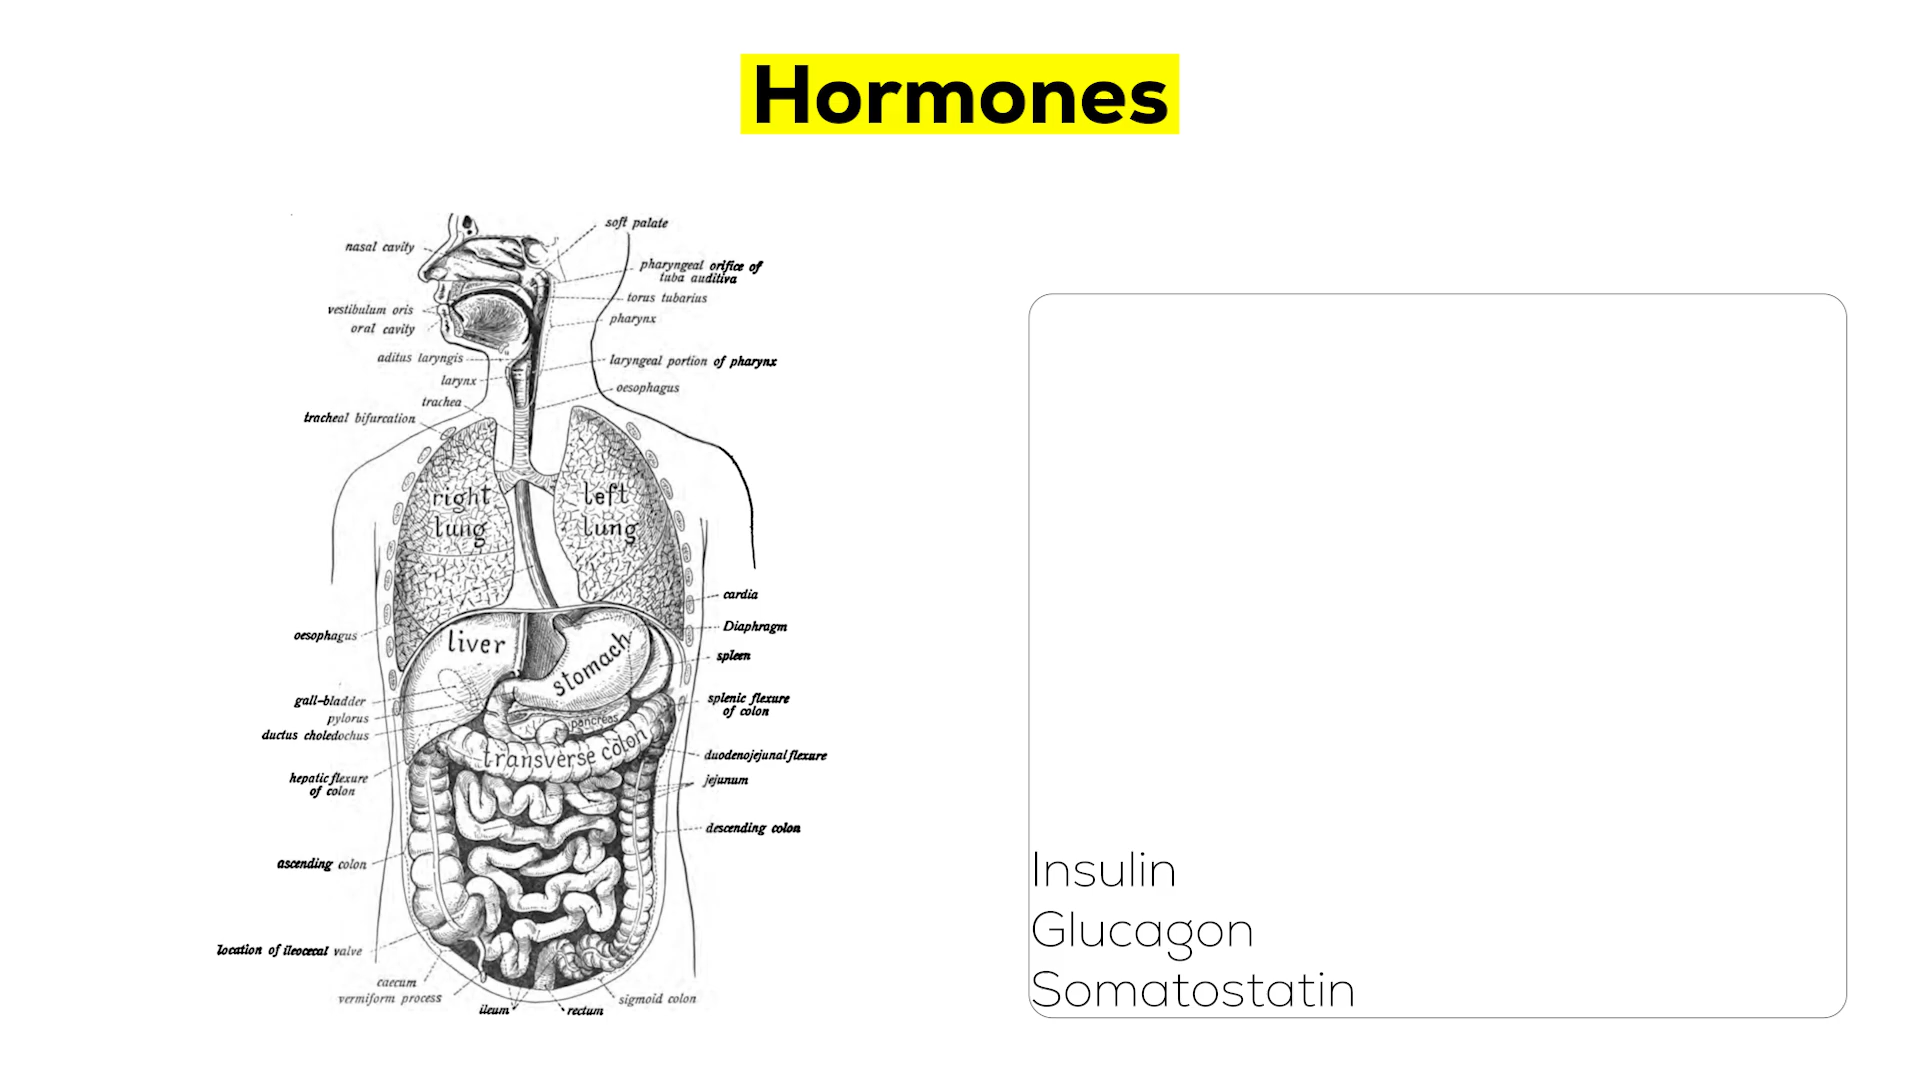 Hormones
soft palate
nasal cavity
pharyngeal orifice of
tuba auditiva
torus tubarius
vestibulum oris
pharynx
oral cavity
aditus laryngis
laryngeal portion of pharynx
larynx
oesophagus
trachea
tracheal bifurcation
right
lung
left
lung
cardia
Diaphragm
oesophagus
liver
stomach
spleen
gall-bladder
splenic flexure
of colon
pylorus
pancreas
ductus choledochus
transverse colon
duodenojejunal flexure
hepatic flexure
of colon
jejunum
descending colon
ascending colon
location of ileocecal valve
caecum
vermiform process
sigmoid colon
ileum
rectum
Insulin
Glucagon
Somatostatin